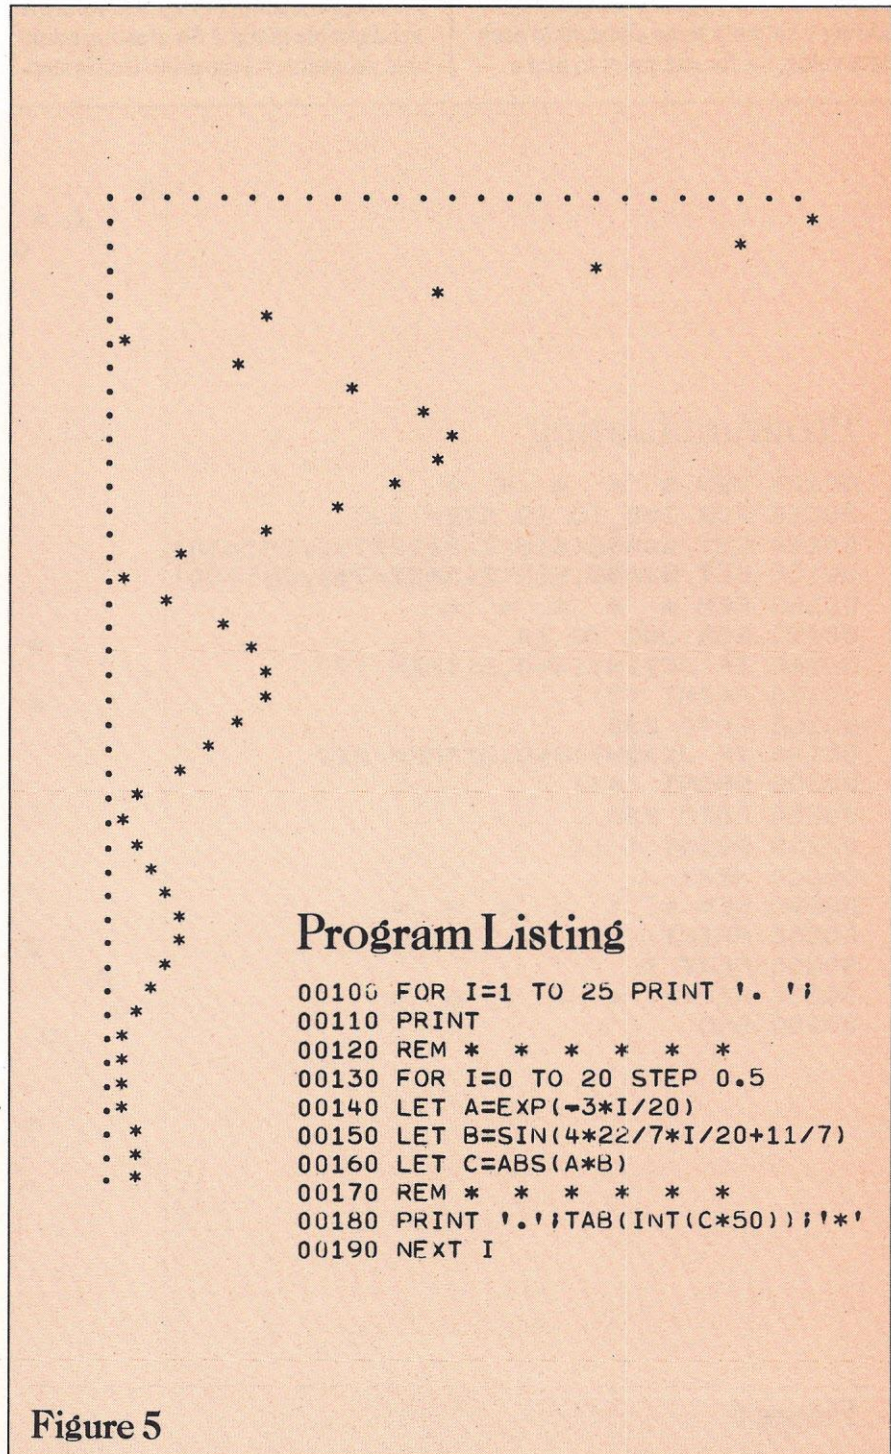 Program Listing
00100 FOR I=1 TO 25 PRINT '. ';
00110 PRINT
00120 REM * * * * * *
00130 FOR I=0 TO 20 STEP 0.5
00140 LET A=EXP(-3*I/20)
00150 LET B=SIN(4*22/7*I/20+11/7)
00160 LET C=ABS(A*B)
00170 REM * * * * * *
00180 PRINT '.';TAB(INT(C*50));'*'
00190 NEXT I
Figure 5